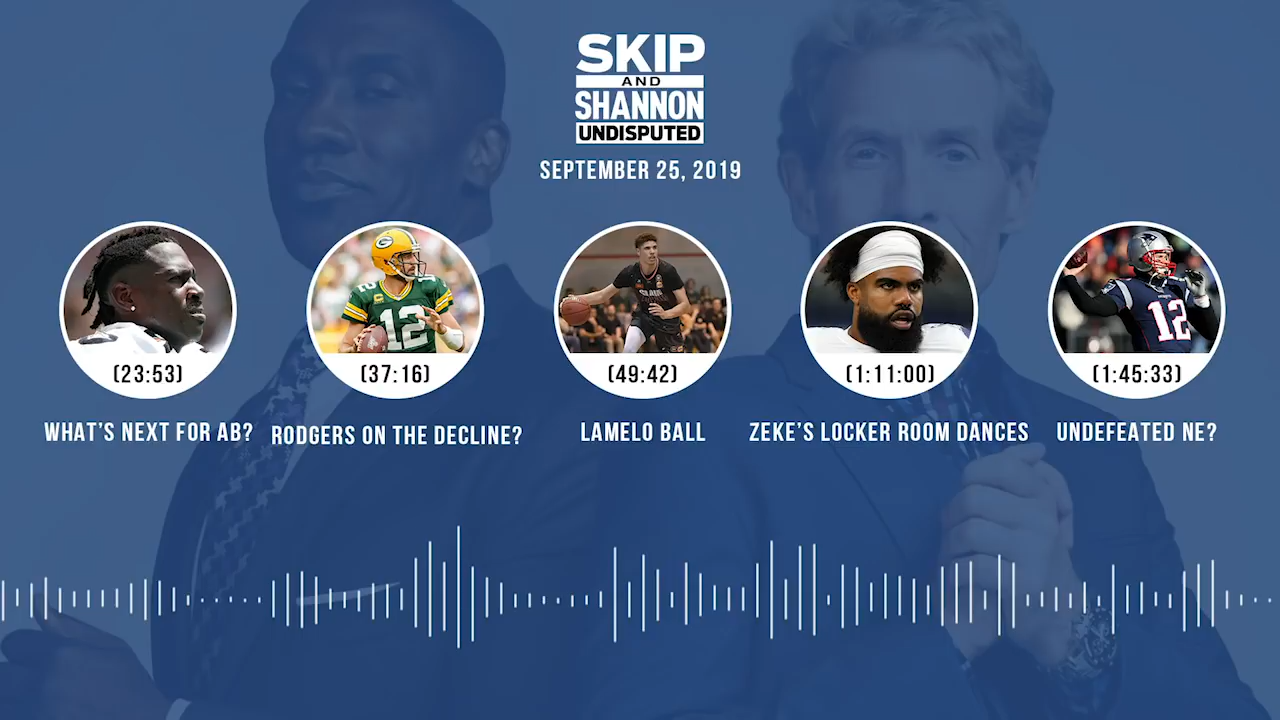 SKIP
AND
SHANNON
UNDISPUTED
SEPTEMBER 25, 2019
G
12
12
(23:53)
(37:16)
(49:42)
(1:11:00)
(1:45:33)
WHAT'S NEXT FOR AB?
RODGERS ON THE DECLINE?
LAMELO BALL
ZEKE'S LOCKER ROOM DANCES
UNDEFEATED NE?